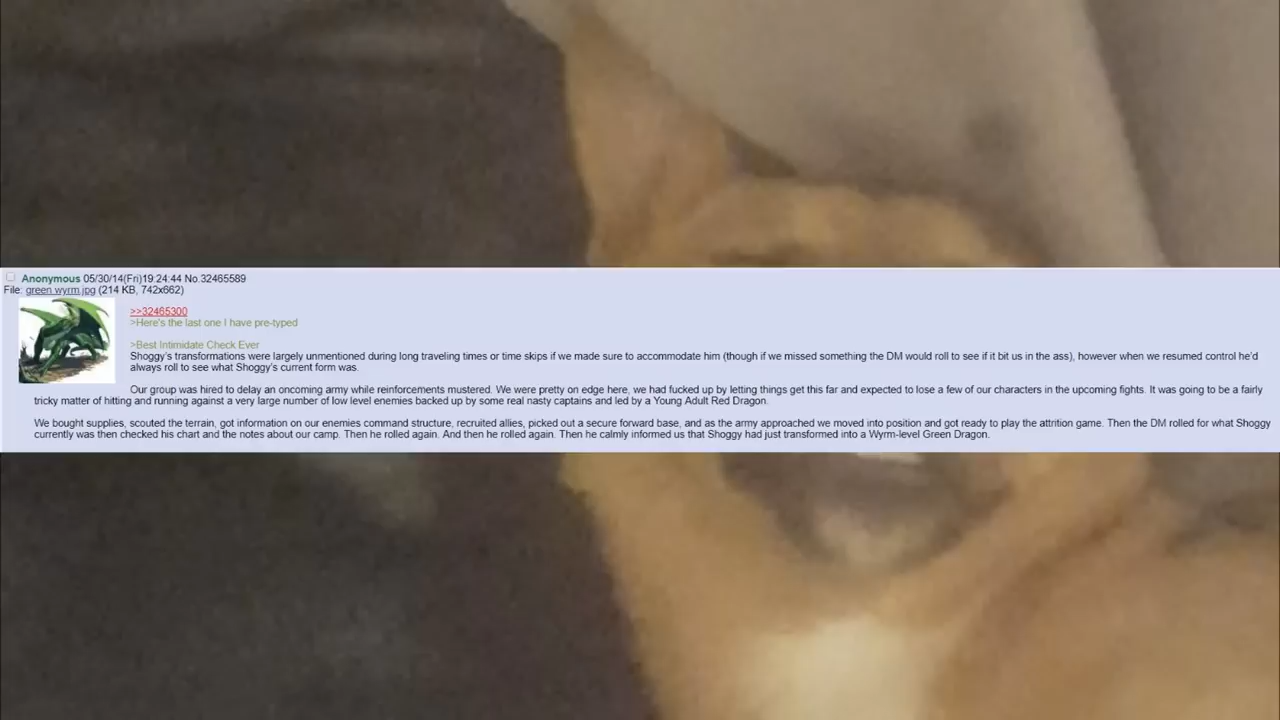 Anonymous 05/30/14(Fri)19:24:44 No.32465589
File: green wyrm.jpg (214 KB, 742x662)
>>32465300
>Here's the last one I have pre-typed
>Best Intimidate Check Ever
Shoggy's transformations were largely unmentioned during long traveling times or time skips if we made sure to accommodate him (though if we missed something the DM would roll to see if it bit us in the ass), however when we resumed control he'd
always roll to see what Shoggy's current form was.
Our group was hired to delay an oncoming army while reinforcements mustered. We were pretty on edge here, we had fucked up by letting things get this far and expected to lose a few of our characters in the upcoming fights. It was going to be a fairly
tricky matter of hitting and running against a very large number of low level enemies backed up by some real nasty captains and led by a Young Adult Red Dragon.
We bought supplies, scouted the terrain, got information on our enemies command structure, recruited allies, picked out a secure forward base, and as the army approached we moved into position and got ready to play the attrition game. Then the DM rolled for what Shoggy
currently was then checked his chart and the notes about our camp. Then he rolled again. And then he rolled again. Then he calmly informed us that Shoggy had just transformed into a Wyrm-level Green Dragon.